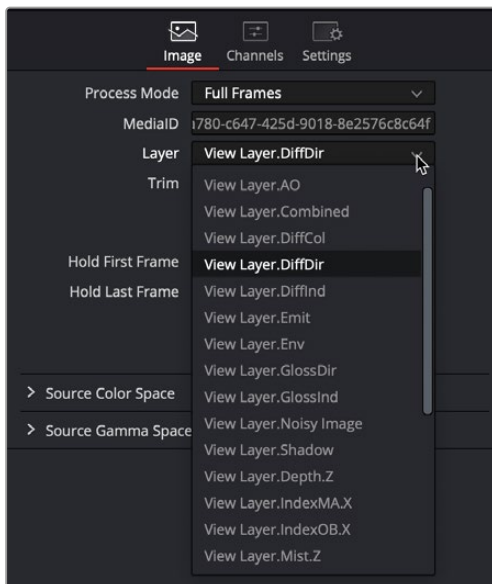 Image Channels Settings
Process Mode Full Frames
MediaID 780-c647-425d-9018-8e2576c8c64f
Layer View Layer.DiffDir
Trim
View Layer.AO
View Layer.Combined
View Layer.DiffCol
Hold First Frame
View Layer.DiffDir
Hold Last Frame
View Layer.DiffInd
View Layer.Emit
View Layer.Env
View Layer.GlossDir
Source Color Space
View Layer.GlossInd
Source Gamma Space
View Layer.Noisy Image
View Layer.Shadow
View Layer.Depth.Z
View Layer.IndexMA.X
View Layer.IndexOB.X
View Layer.Mist.Z